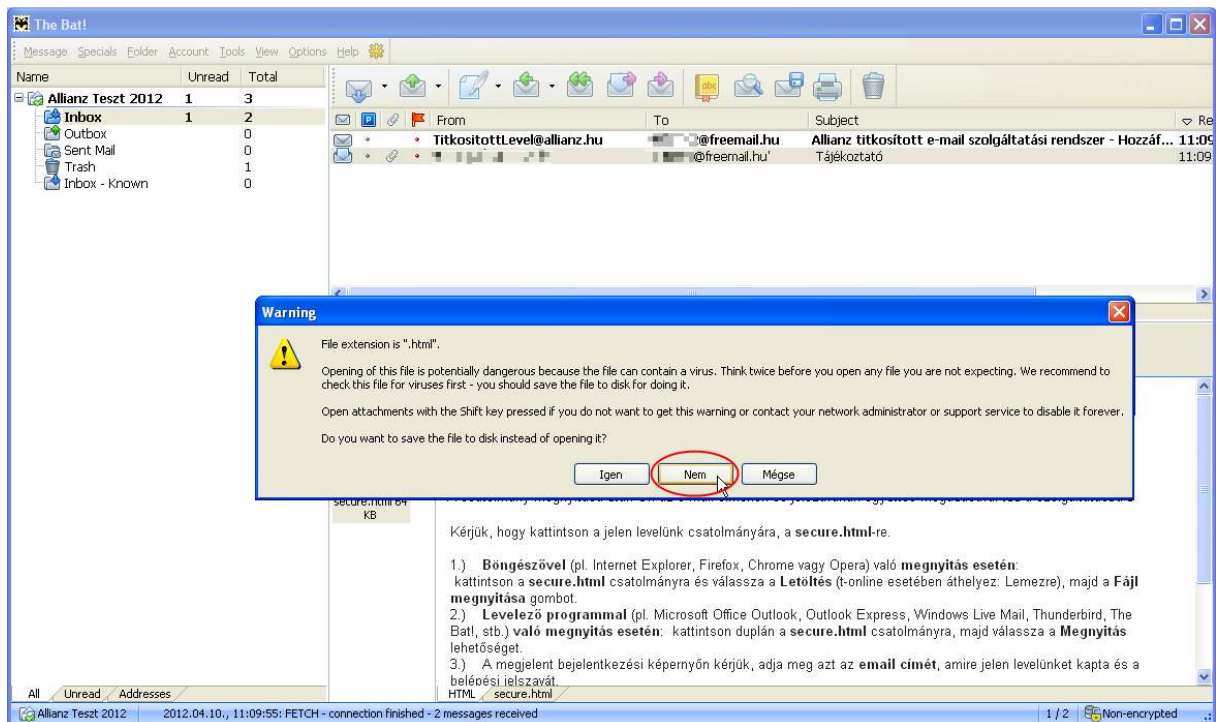 The Bat!
Message Specials Folder Account Tools View Options Help
Name Unread Total
Allianz Teszt 2012 1 3
Inbox 1 2
Outbox 0
Sent Mail 0
Trash 1
Inbox - Known 0
From To Subject Re
TitkositottLevel@allianz.hu @freemail.hu Allianz titkosított e-mail szolgáltatási rendszer - Hozzáf... 11:09
@freemail.hu' Tájékoztató 11:09
Warning
File extension is ".html".
Opening of this file is potentially dangerous because the file can contain a virus. Think twice before you open any file you are not expecting. We recommend to
check this file for viruses first - you should save the file to disk for doing it.
Open attachments with the Shift key pressed if you do not want to get this warning or contact your network administrator or support service to disable it forever.
Do you want to save the file to disk instead of opening it?
Igen Nem Mégse
secure.html 64
KB
Kérjük, hogy kattintson a jelen levelünk csatolmányára, a secure.html-re.
1.) Böngészővel (pl. Internet Explorer, Firefox, Chrome vagy Opera) való megnyitás esetén:
kattintson a secure.html csatolmányra és válassza a Letöltés (t-online esetében áthelyez: Lemezre), majd a Fájl
megnyitása gombot.
2.) Levelező programmal (pl. Microsoft Office Outlook, Outlook Express, Windows Live Mail, Thunderbird, The
Bat!, stb.) való megnyitás esetén: kattintson duplán a secure.html csatolmányra, majd válassza a Megnyitás
lehetőséget.
3.) A megjelent bejelentkezési képernyőn kérjük, adja meg azt az email címét, amire jelen levelünket kapta és a
belépési jelszavát.
All Unread Addresses
HTML secure.html
Allianz Teszt 2012 2012.04.10., 11:09:55: FETCH - connection finished - 2 messages received 1 / 2 Non-encrypted